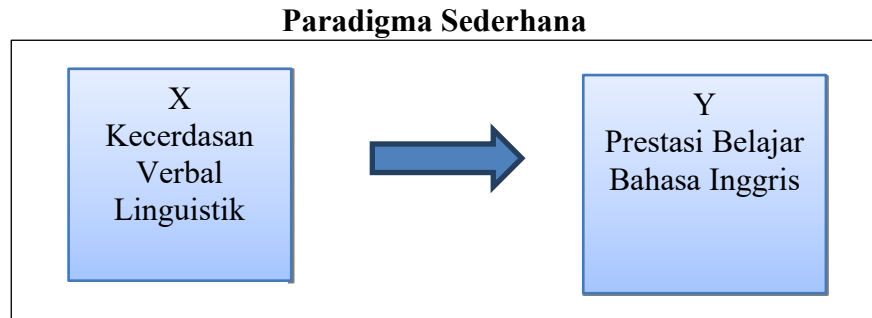 Paradigma Sederhana
X
Kecerdasan
Verbal
Linguistik
Y
Prestasi Belajar
Bahasa Inggris